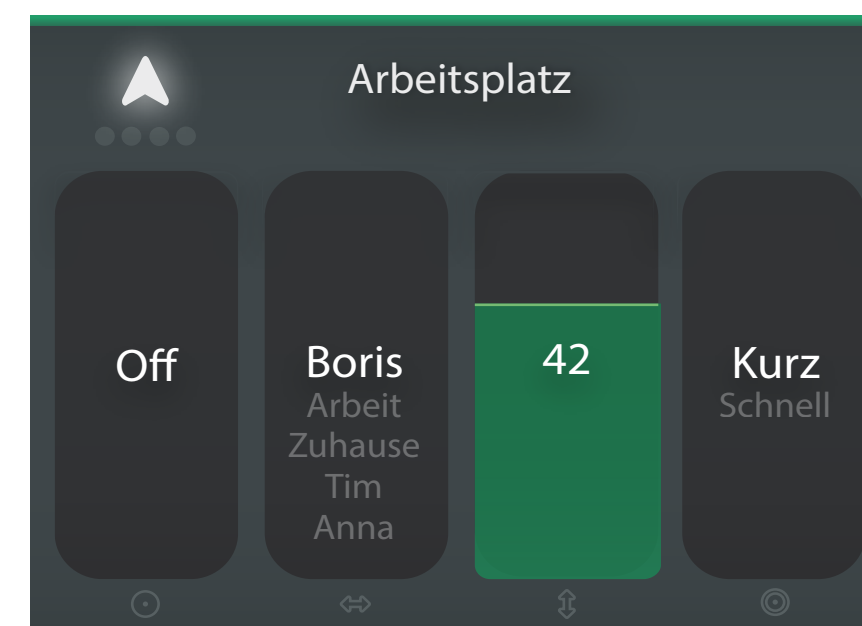 Arbeitsplatz
Off
Boris
Arbeit
Zuhause
Tim
Anna
42
Kurz
Schnell